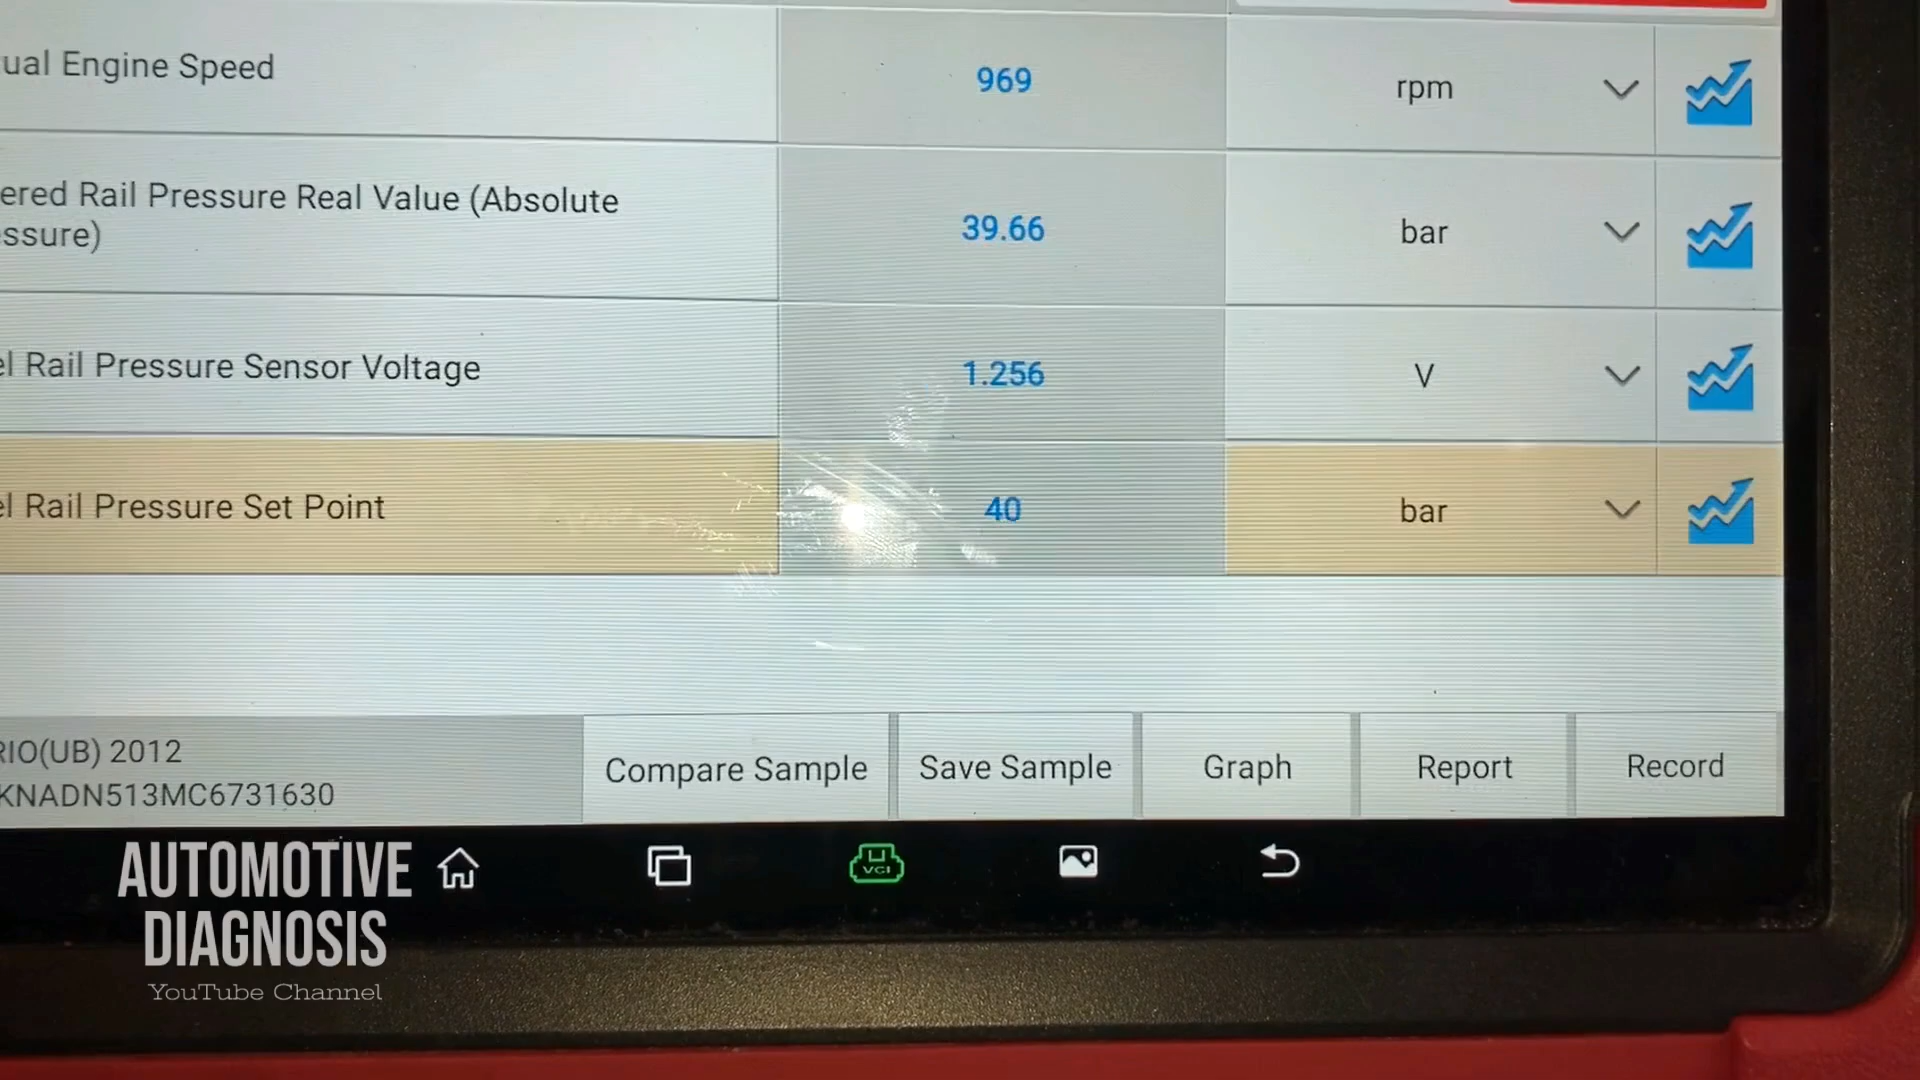 ual Engine Speed 969 rpm
ered Rail Pressure Real Value (Absolute
ssure) 39.66 bar
el Rail Pressure Sensor Voltage 1.256 V
el Rail Pressure Set Point 40 bar
RIO(UB) 2012
KNADN513MC6731630
Compare Sample Save Sample Graph Report Record
VCI
AUTOMOTIVE
DIAGNOSIS
YouTube Channel